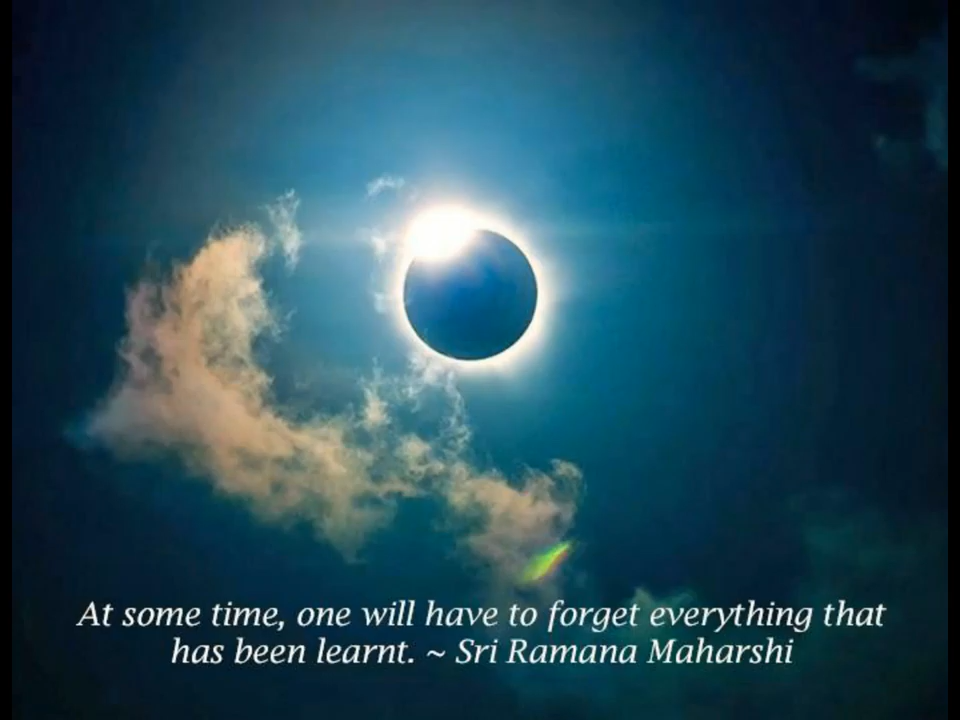 At some time, one will have to forget everything that
has been learnt. ~ Sri Ramana Maharshi